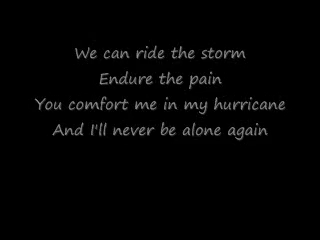 We can ride the storm
Endure the pain
You comfort me in my hurricane
And I'll never be alone again